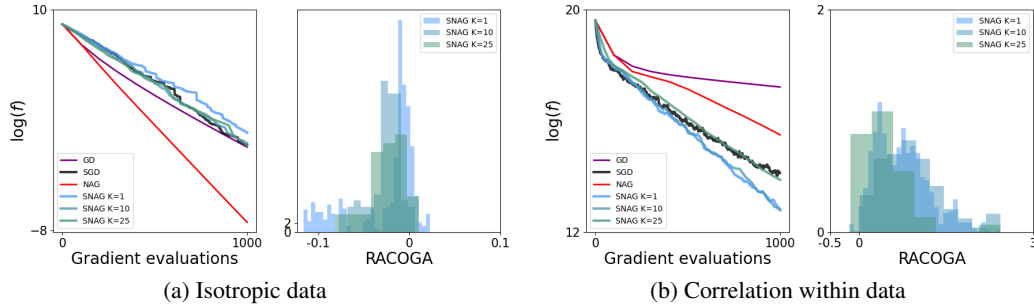 10
-8
log(f)
GD
SGD
NAG
SNAG K=1
SNAG K=10
SNAG K=25
0
1000
Gradient evaluations
SNAG K=1
SNAG K=10
SNAG K=25
2
0
-0.1
0
0.1
RACOGA
(a) Isotropic data
20
12
log(f)
GD
SGD
NAG
SNAG K=1
SNAG K=10
SNAG K=25
0
1000
Gradient evaluations
2
0
SNAG K=1
SNAG K=10
SNAG K=25
-0.5
0
3
RACOGA
(b) Correlation within data